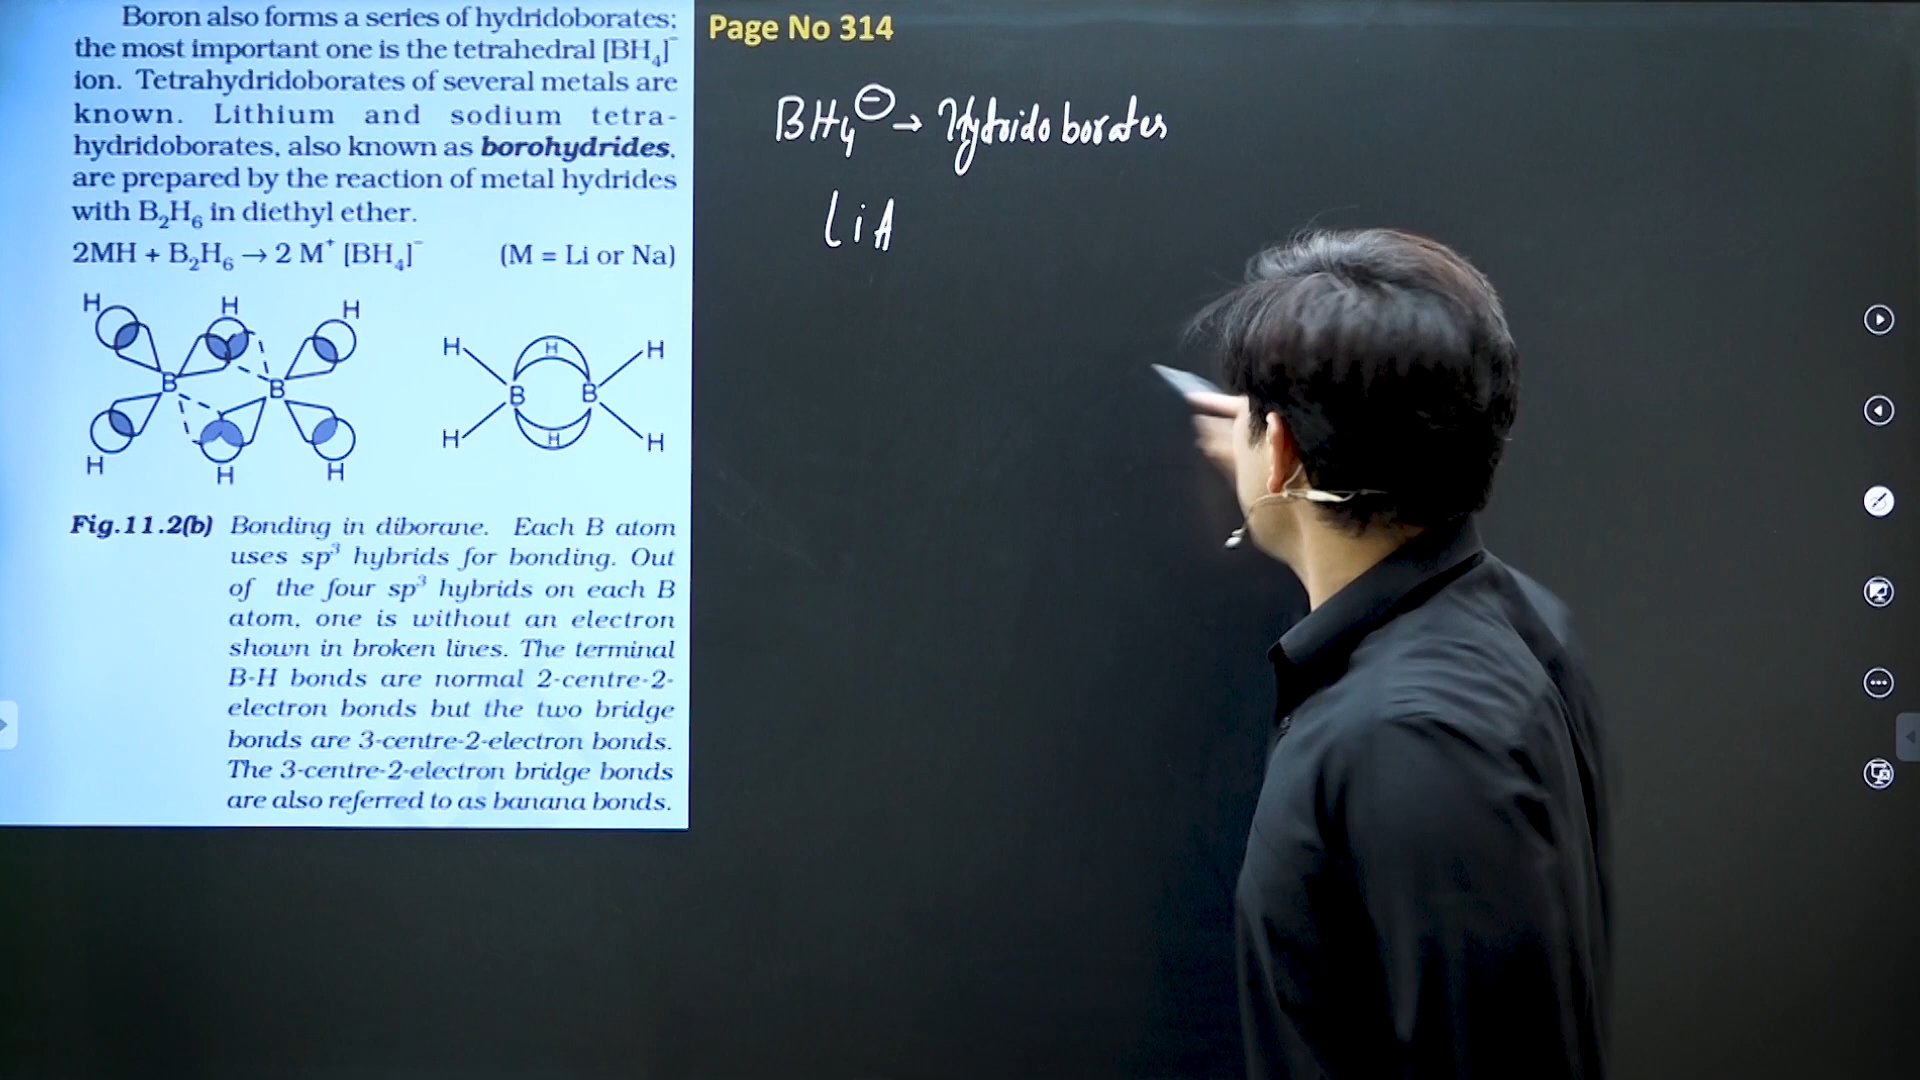 Boron also forms a series of hydridoborates;
the most important one is the tetrahedral [BH₄]⁻
ion. Tetrahydridoborates of several metals are
known. Lithium and sodium tetra-
hydridoborates, also known as borohydrides,
are prepared by the reaction of metal hydrides
with B₂H₆ in diethyl ether.
2MH + B₂H₆ → 2 M⁺ [BH₄]⁻ (M = Li or Na)
H H H
B B
H H H
H H H
B B
H H H
Fig.11.2(b) Bonding in diborane. Each B atom
uses sp³ hybrids for bonding. Out
of the four sp³ hybrids on each B
atom, one is without an electron
shown in broken lines. The terminal
B-H bonds are normal 2-centre-2-
electron bonds but the two bridge
bonds are 3-centre-2-electron bonds.
The 3-centre-2-electron bridge bonds
are also referred to as banana bonds.
Page No 314
BH₄⊖ → Hydrido borates
LiA